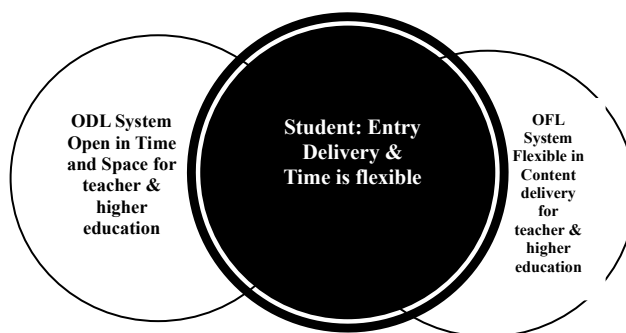 ODL System
Open in Time
and Space for
teacher &
higher
education
Student: Entry
Delivery &
Time is flexible
OFL
System
Flexible in
Content
delivery
for
teacher &
higher
education